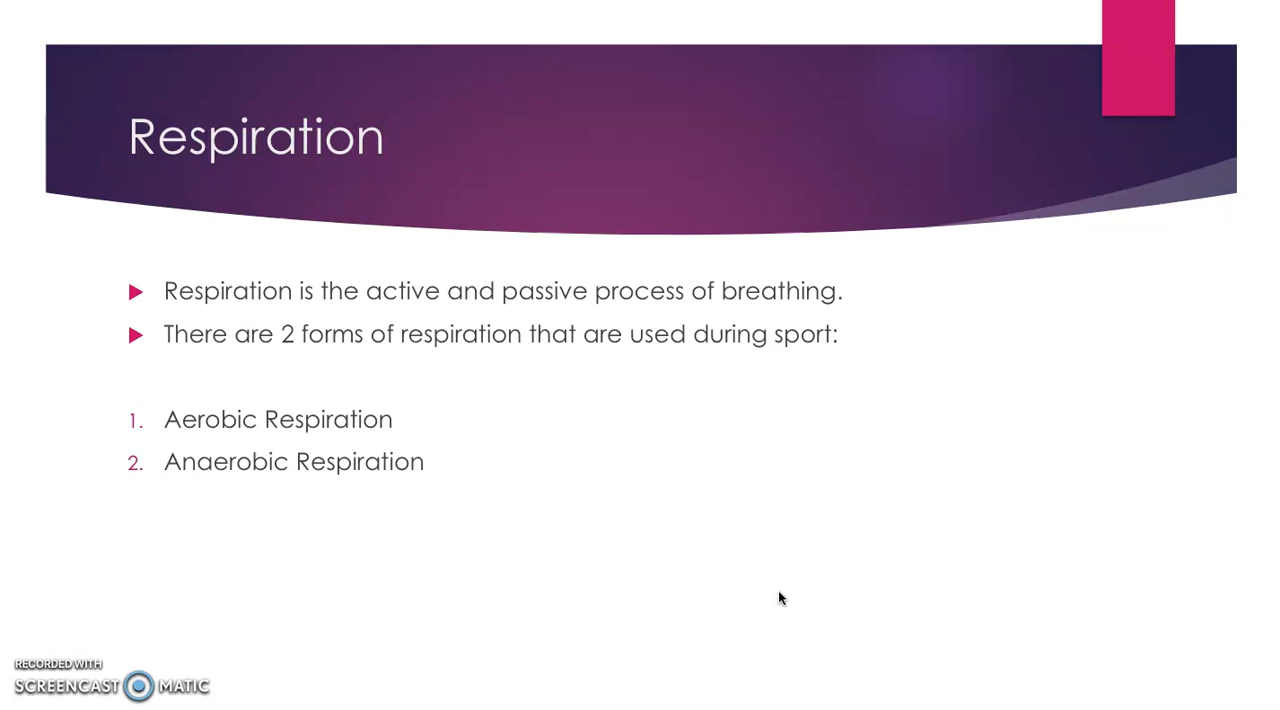 Respiration
Respiration is the active and passive process of breathing.
There are 2 forms of respiration that are used during sport:
1. Aerobic Respiration
2. Anaerobic Respiration
RECORDED WITH
SCREENCAST MATIC